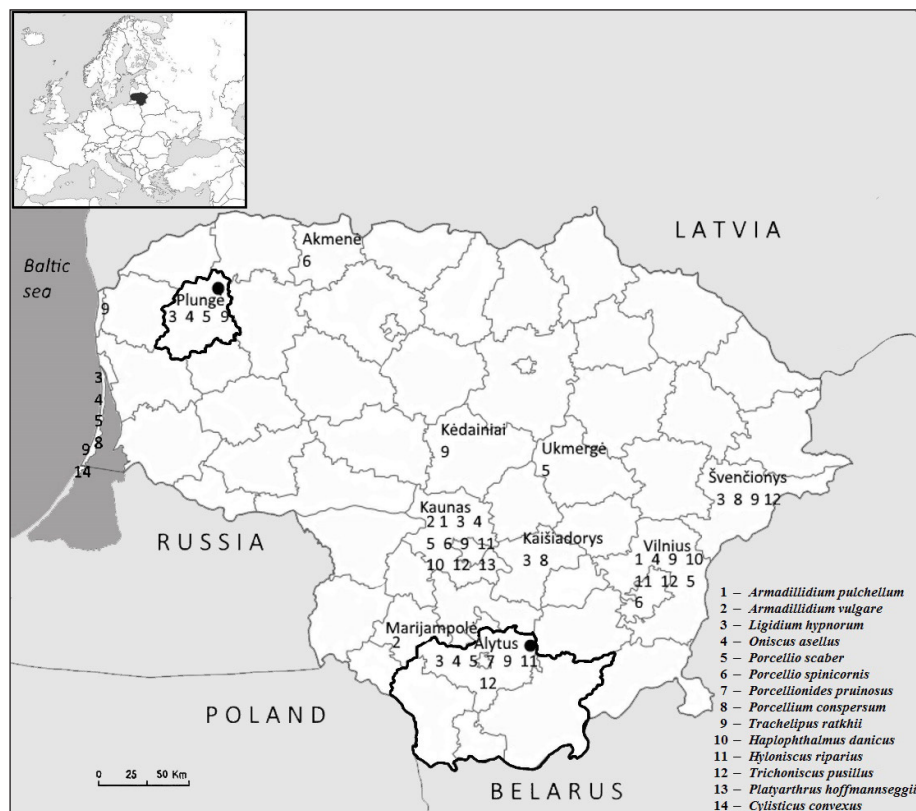 LATVIA
Akmenė
6
Baltic
sea
Plungė
3 4 5 9
9
3
4
5
8
9
14
Kėdainiai
9
Ukmergė
5
Švenčionys
3 8 9 12
Kaunas
2 1 3 4
5 6 9 11
10 12 13
RUSSIA
Kaišiadorys
3 8
Vilnius
1 4 9 10
11 12 5
6
Marijampolė
2
Alytus
3 4 5 7 9 11
12
POLAND
BELARUS
0 25 50 Km
1 – Armadillidium pulchellum
2 – Armadillidium vulgare
3 – Ligidium hypnorum
4 – Oniscus asellus
5 – Porcellio scaber
6 – Porcellio spinicornis
7 – Porcellionides pruinosus
8 – Porcellium conspersum
9 – Trachelipus ratkhii
10 – Haplophthalmus danicus
11 – Hyloniscus riparius
12 – Trichoniscus pusillus
13 – Platyarthrus hoffmannseggii
14 – Cylisticus convexus